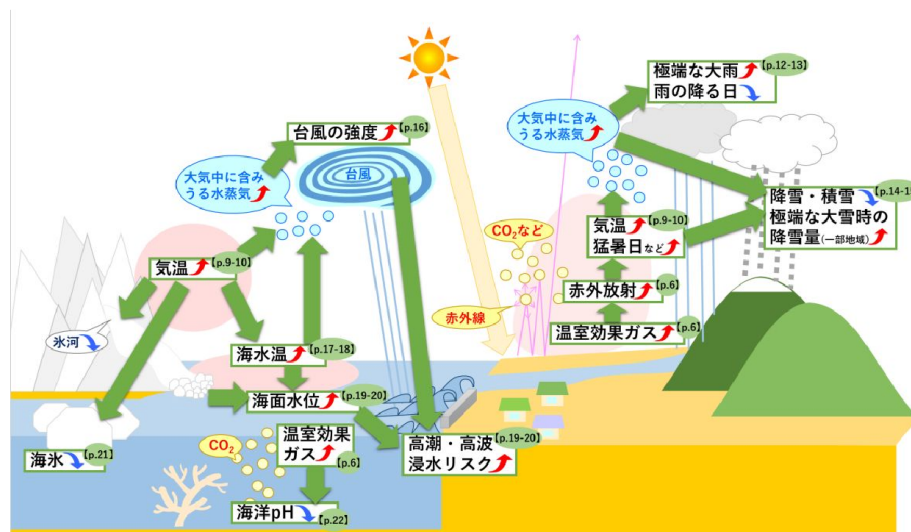 極端な大雨
【p.12-13】
雨の降る日
大気中に含み
うる水蒸気
台風の強度
【p.16】
大気中に含み
うる水蒸気
台風
降雪・積雪
極端な大雪時の
降雪量(一部地域)
CO₂など
気温
【p.9-10】
猛暑日など
気温
【p.9-10】
赤外放射
【p.6】
赤外線
温室効果ガス
【p.6】
氷河
海水温
【p.17-18】
海面水位
【p.19-20】
CO₂
温室効果
ガス
【p.6】
高潮・高波
【p.19-20】
浸水リスク
海氷
【p.21】
海洋pH
【p.22】